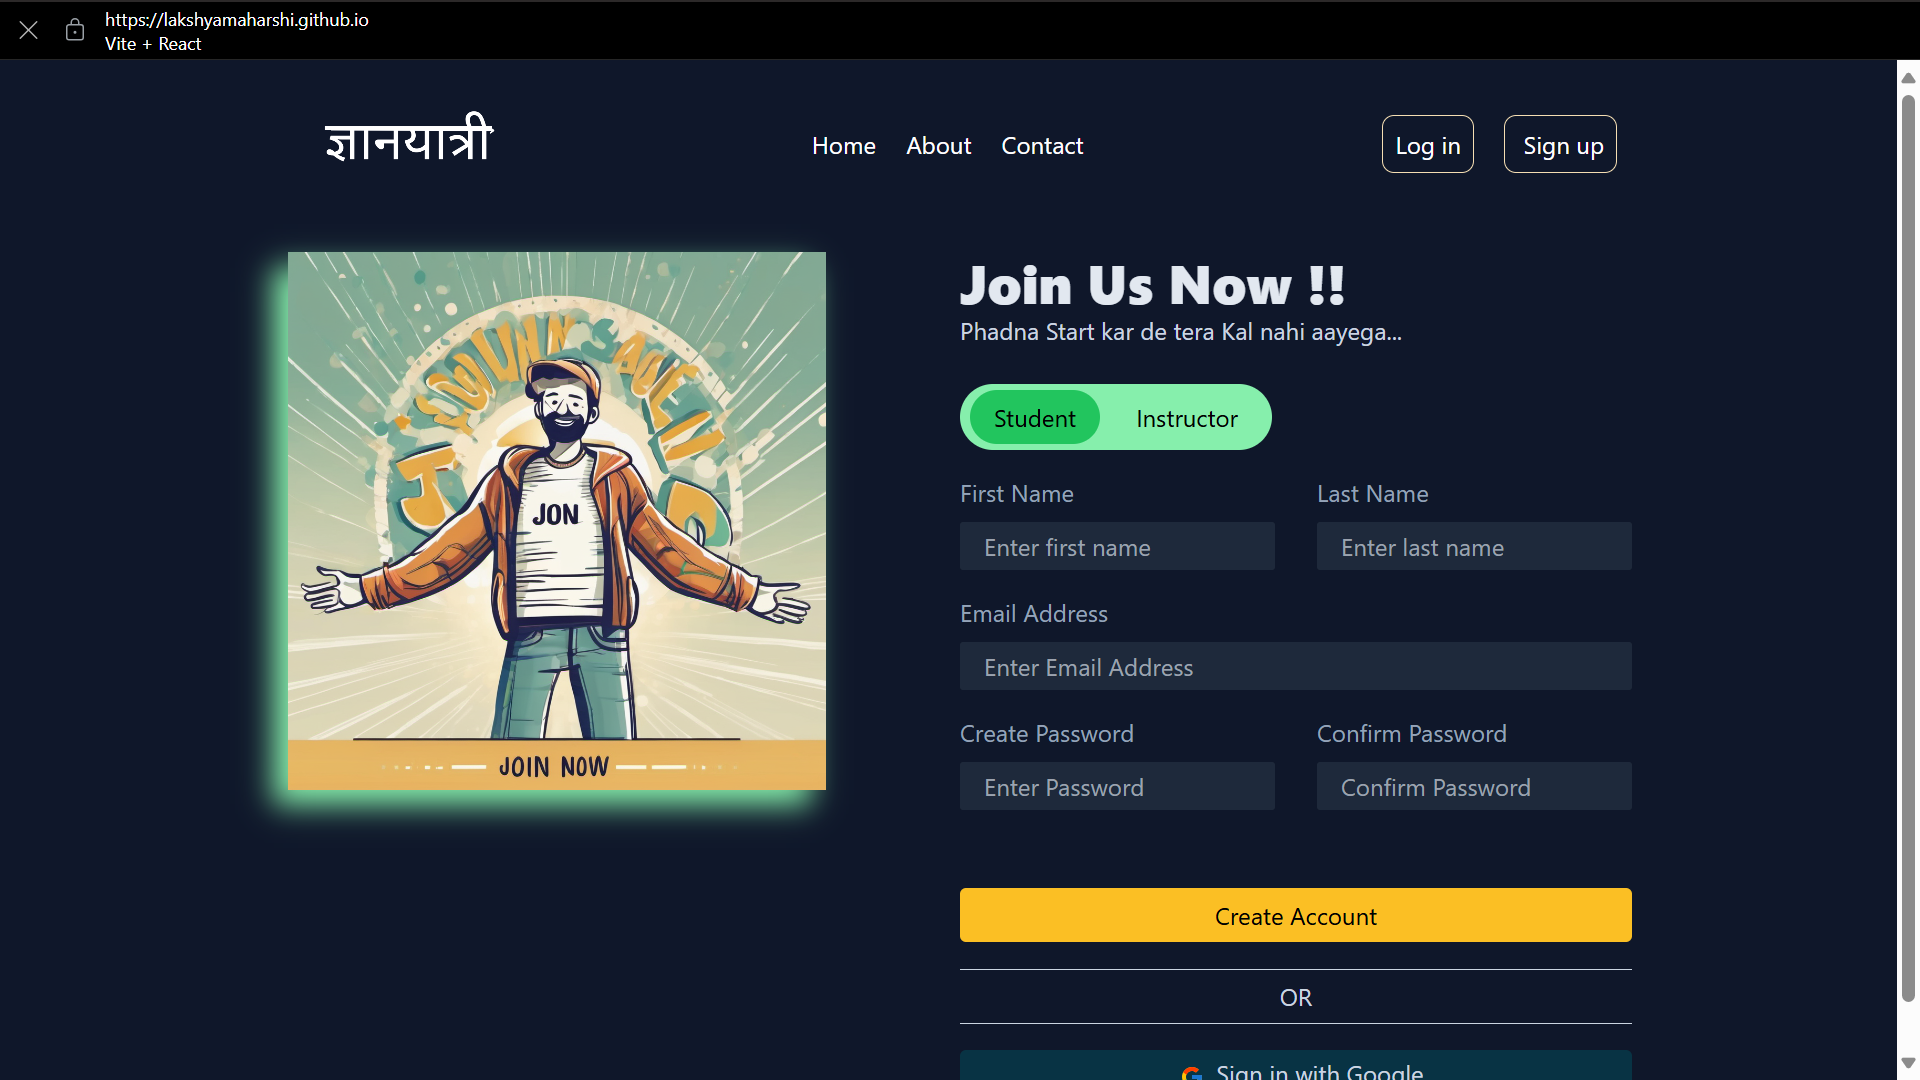 https://lakshyamaharshi.github.io
Vite + React
ज्ञानयात्री
Home About Contact
Log in Sign up
JON
JOIN NOW
Join Us Now !!
Phadna Start kar de tera Kal nahi aayega...
Student Instructor
First Name Last Name
Enter first name Enter last name
Email Address
Enter Email Address
Create Password Confirm Password
Enter Password Confirm Password
Create Account
OR
Sign in with Google